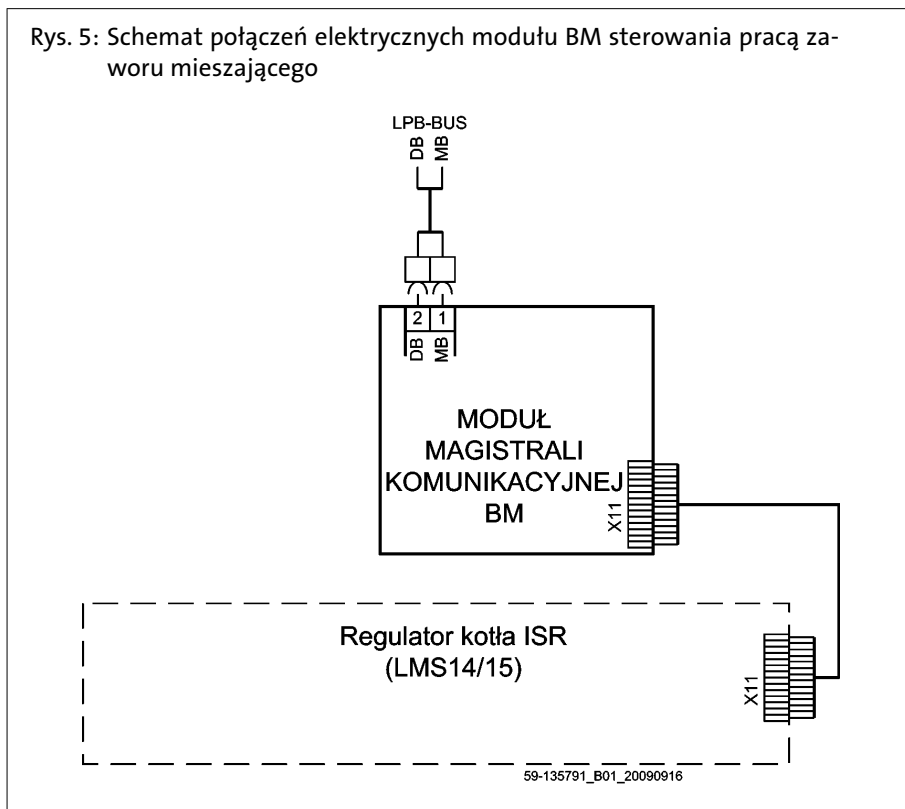 Rys. 5: Schemat połączeń elektrycznych modułu BM sterowania pracą za-
woru mieszającego
LPB-BUS
DB
MB
2
1
DB
MB
MODUŁ
MAGISTRALI
KOMUNIKACYJNEJ
BM
X11
Regulator kotła ISR
(LMS14/15)
X11
59-135791_B01_20090916